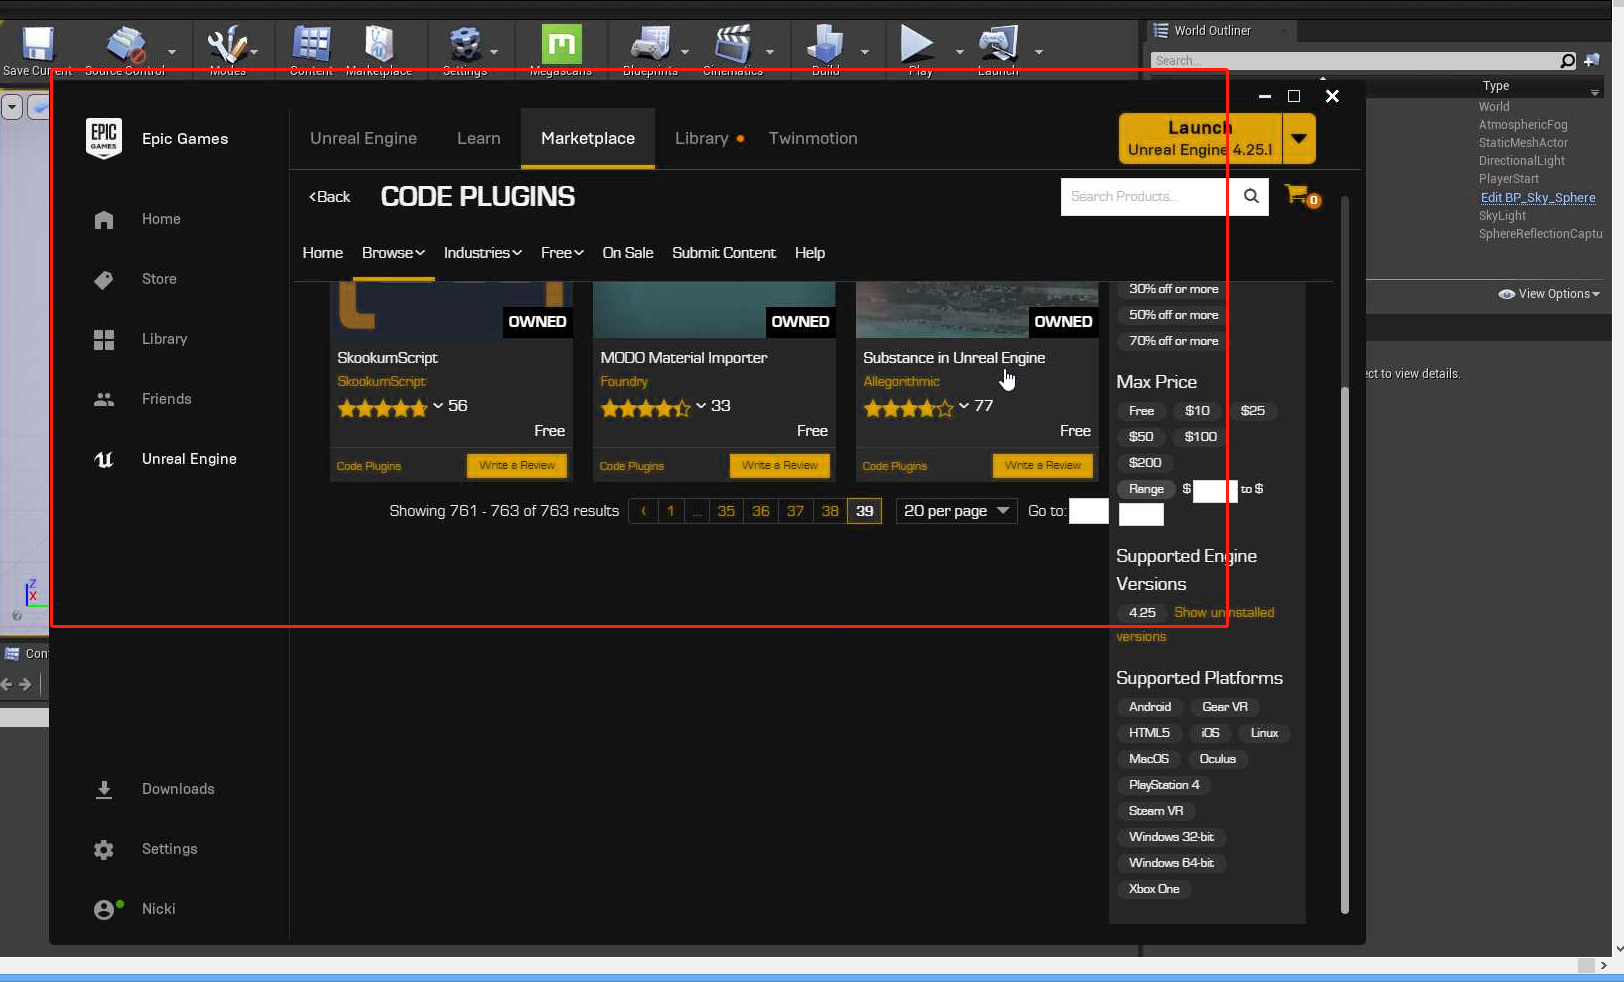 World Outliner
Save Current
Source Control
Modes
Content
Marketplace
Settings
Megascans
Blueprints
Cinematics
Build
Play
Launch
Search...
Type
World
AtmosphericFog
StaticMeshActor
DirectionalLight
PlayerStart
Edit BP_Sky_Sphere
SkyLight
SphereReflectionCaptu
View Options
ect to view details.
EPIC
GAMES
Epic Games
Unreal Engine
Learn
Marketplace
Library
Twinmotion
Launch
Unreal Engine 4.25.1
<Back
CODE PLUGINS
Search Products...
0
Home
Store
Library
Friends
Unreal Engine
Home
Browse
Industries
Free
On Sale
Submit Content
Help
OWNED
SkookumScript
SkookumScript
56
Free
Code Plugins
Write a Review
OWNED
MODO Material Importer
Foundry
33
Free
Code Plugins
Write a Review
OWNED
Substance in Unreal Engine
Allegorithmic
77
Free
Code Plugins
Write a Review
Showing 761 - 763 of 763 results
‹ 1 ... 35 36 37 38 39
20 per page
Go to:
30% off or more
50% off or more
70% off or more
Max Price
Free $10 $25
$50 $100
$200
Range $ to $
Supported Engine
Versions
4.25 Show uninstalled
versions
Supported Platforms
Android Gear VR
HTML5 iOS Linux
MacOS Oculus
PlayStation 4
Steam VR
Windows 32-bit
Windows 64-bit
Xbox One
Z
X
Con
Downloads
Settings
Nicki